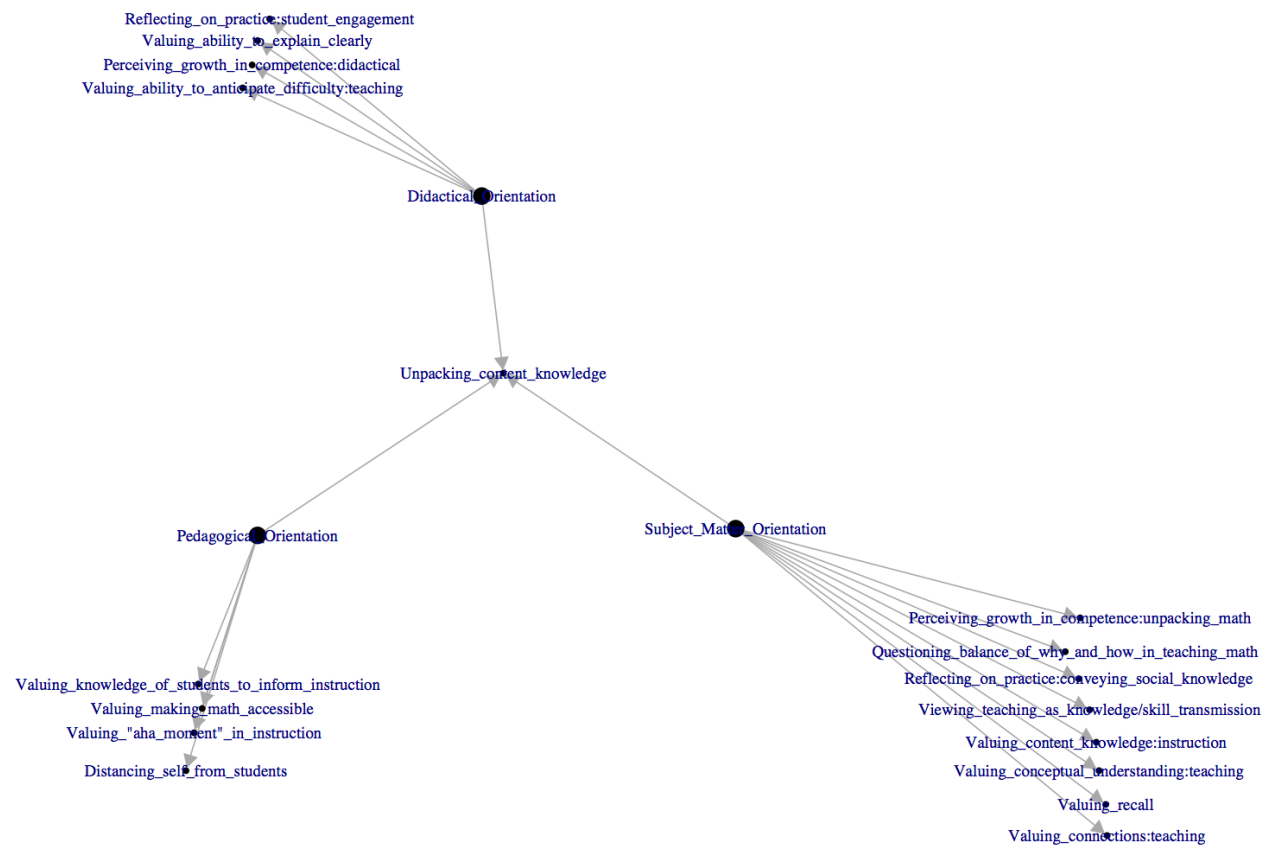 Reflecting_on_practice:student_engagement
Valuing_ability_to_explain_clearly
Perceiving_growth_in_competence:didactical
Valuing_ability_to_anticipate_difficulty:teaching
Didactical_Orientation
Unpacking_content_knowledge
Pedagogical_Orientation
Subject_Matter_Orientation
Valuing_knowledge_of_students_to_inform_instruction
Valuing_making_math_accessible
Valuing_"aha_moment"_in_instruction
Distancing_self_from_students
Perceiving_growth_in_competence:unpacking_math
Questioning_balance_of_why_and_how_in_teaching_math
Reflecting_on_practice:conveying_social_knowledge
Viewing_teaching_as_knowledge/skill_transmission
Valuing_content_knowledge:instruction
Valuing_conceptual_understanding:teaching
Valuing_recall
Valuing_connections:teaching